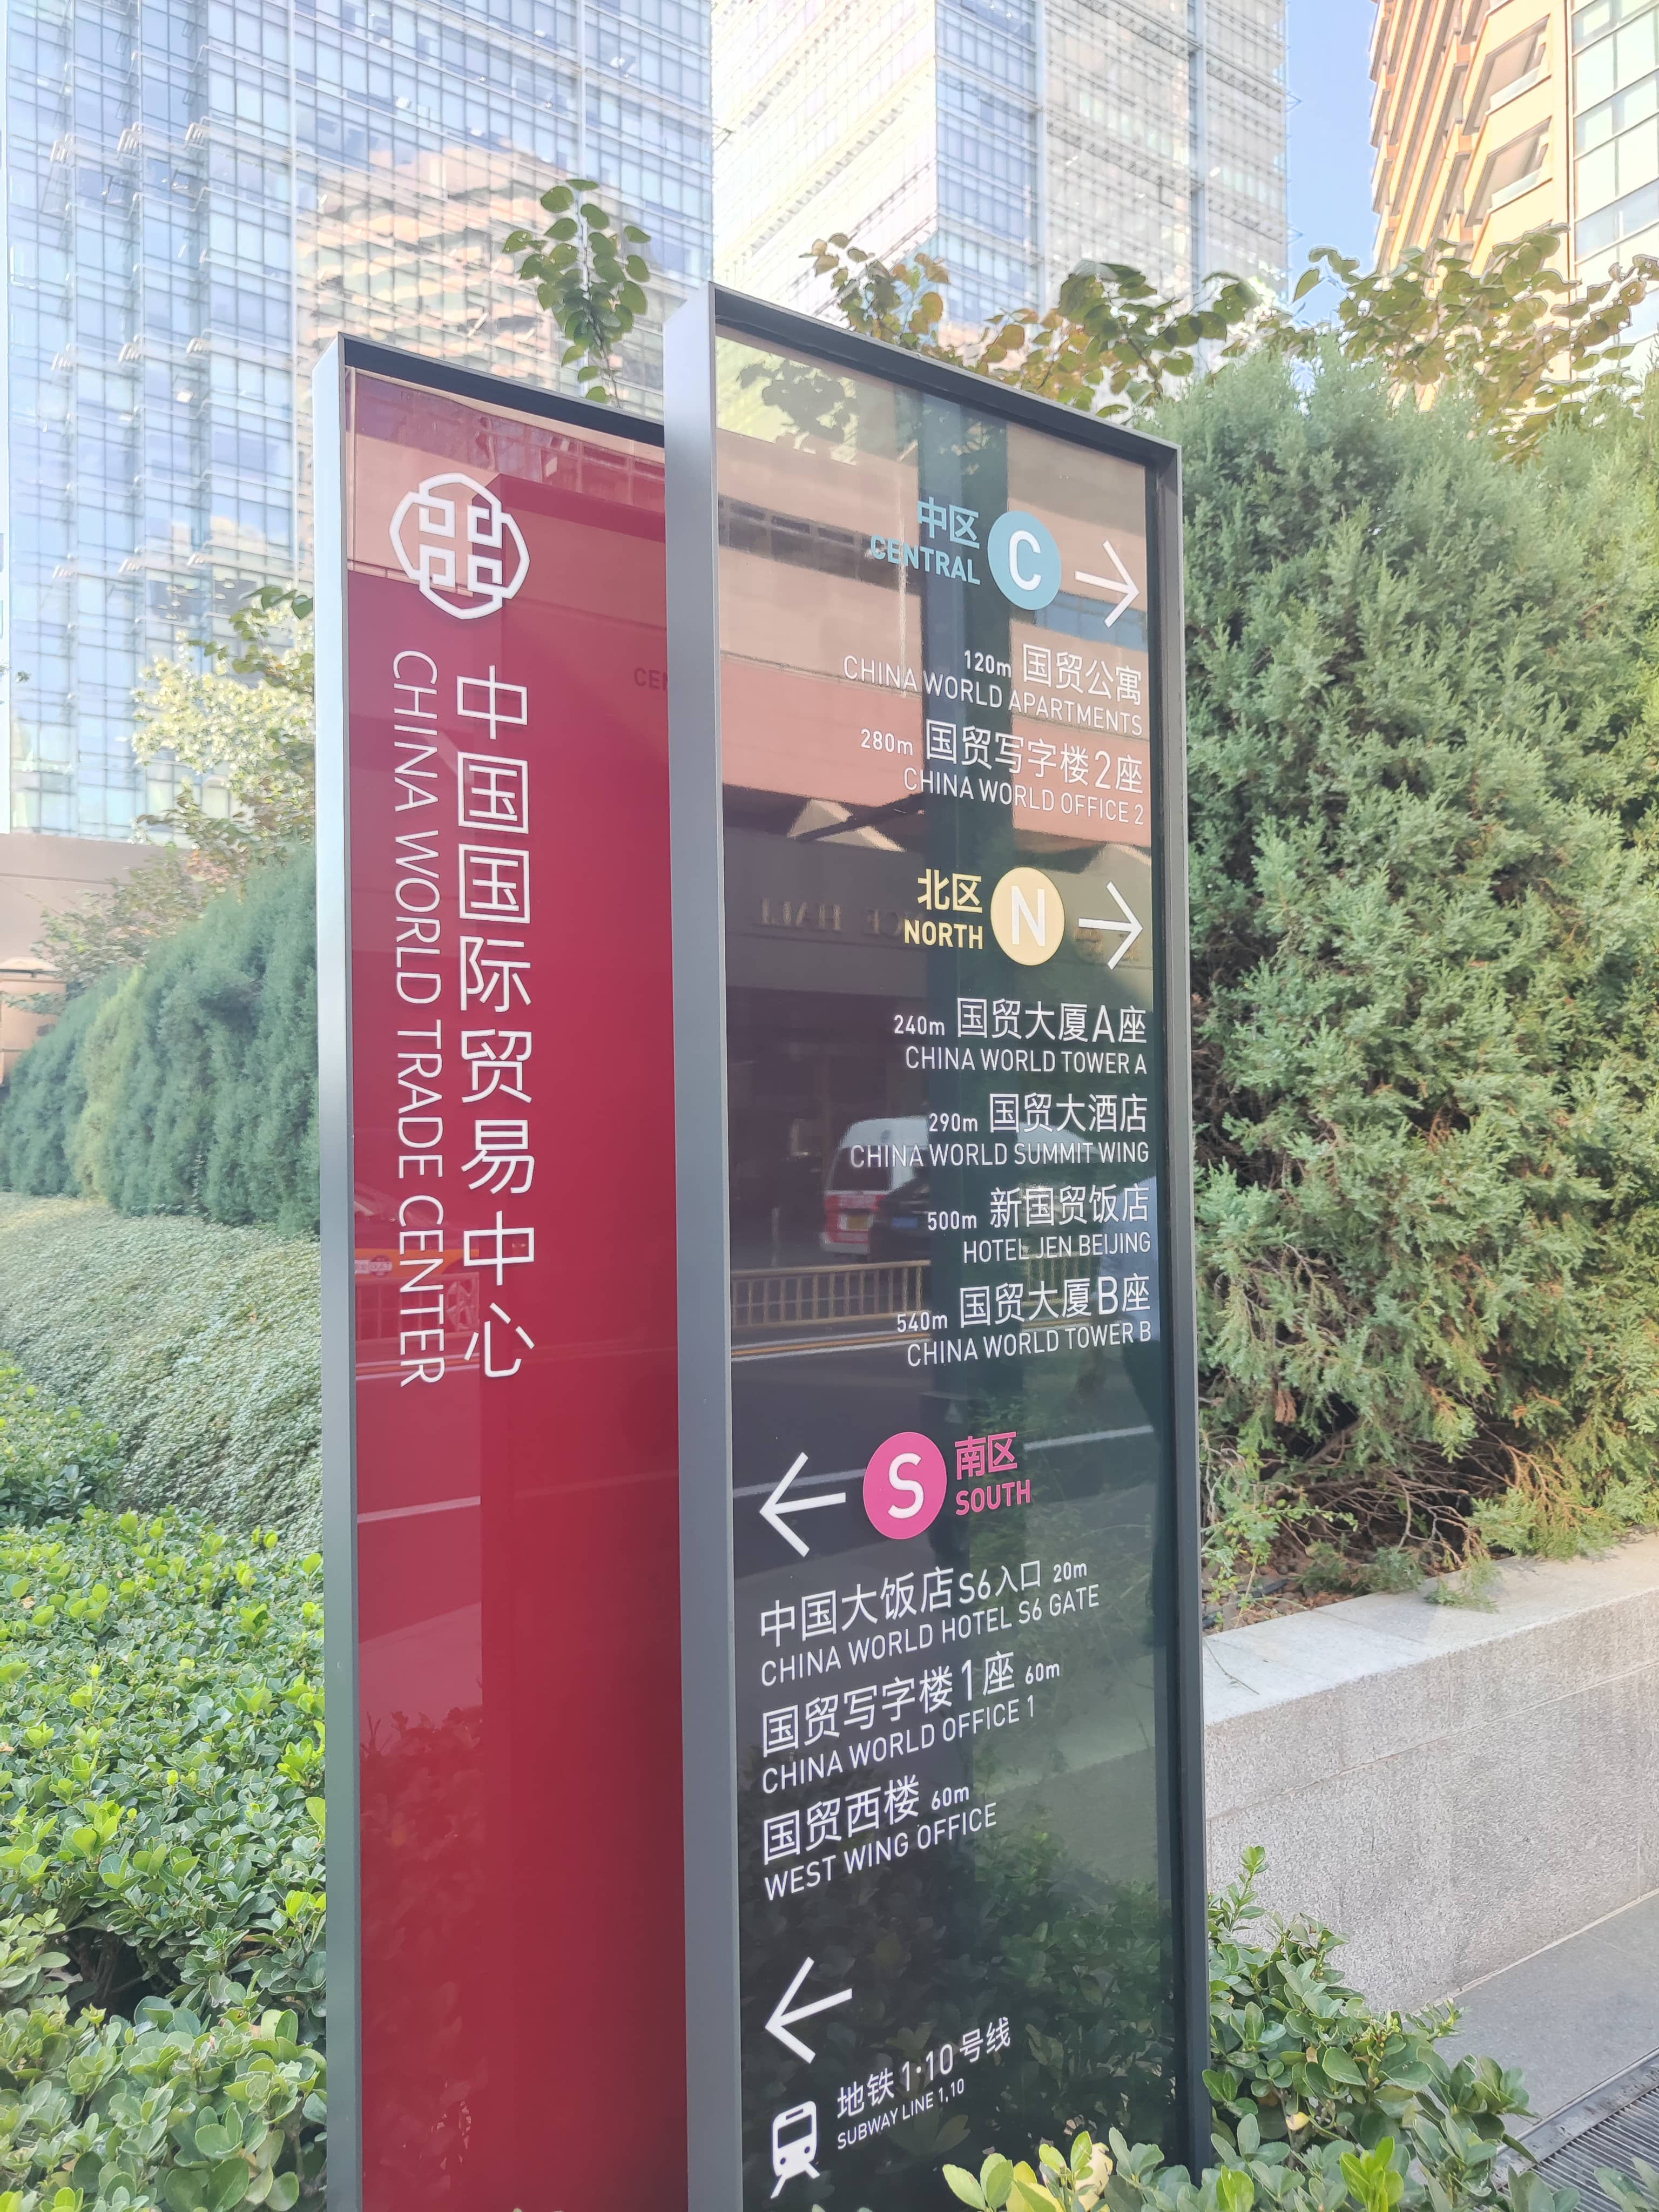 中国国际贸易中心
CHINA WORLD TRADE CENTER
中区
CENTRAL
C
120m 国贸公寓
CHINA WORLD APARTMENTS
280m 国贸写字楼2座
CHINA WORLD OFFICE 2
北区
NORTH
N
240m 国贸大厦A座
CHINA WORLD TOWER A
290m 国贸大酒店
CHINA WORLD SUMMIT WING
500m 新国贸饭店
HOTEL JEN BEIJING
540m 国贸大厦B座
CHINA WORLD TOWER B
S
南区
SOUTH
中国大饭店S6入口 20m
CHINA WORLD HOTEL S6 GATE
国贸写字楼1座 60m
CHINA WORLD OFFICE 1
国贸西楼 60m
WEST WING OFFICE
地铁1·10号线
SUBWAY LINE 1,10